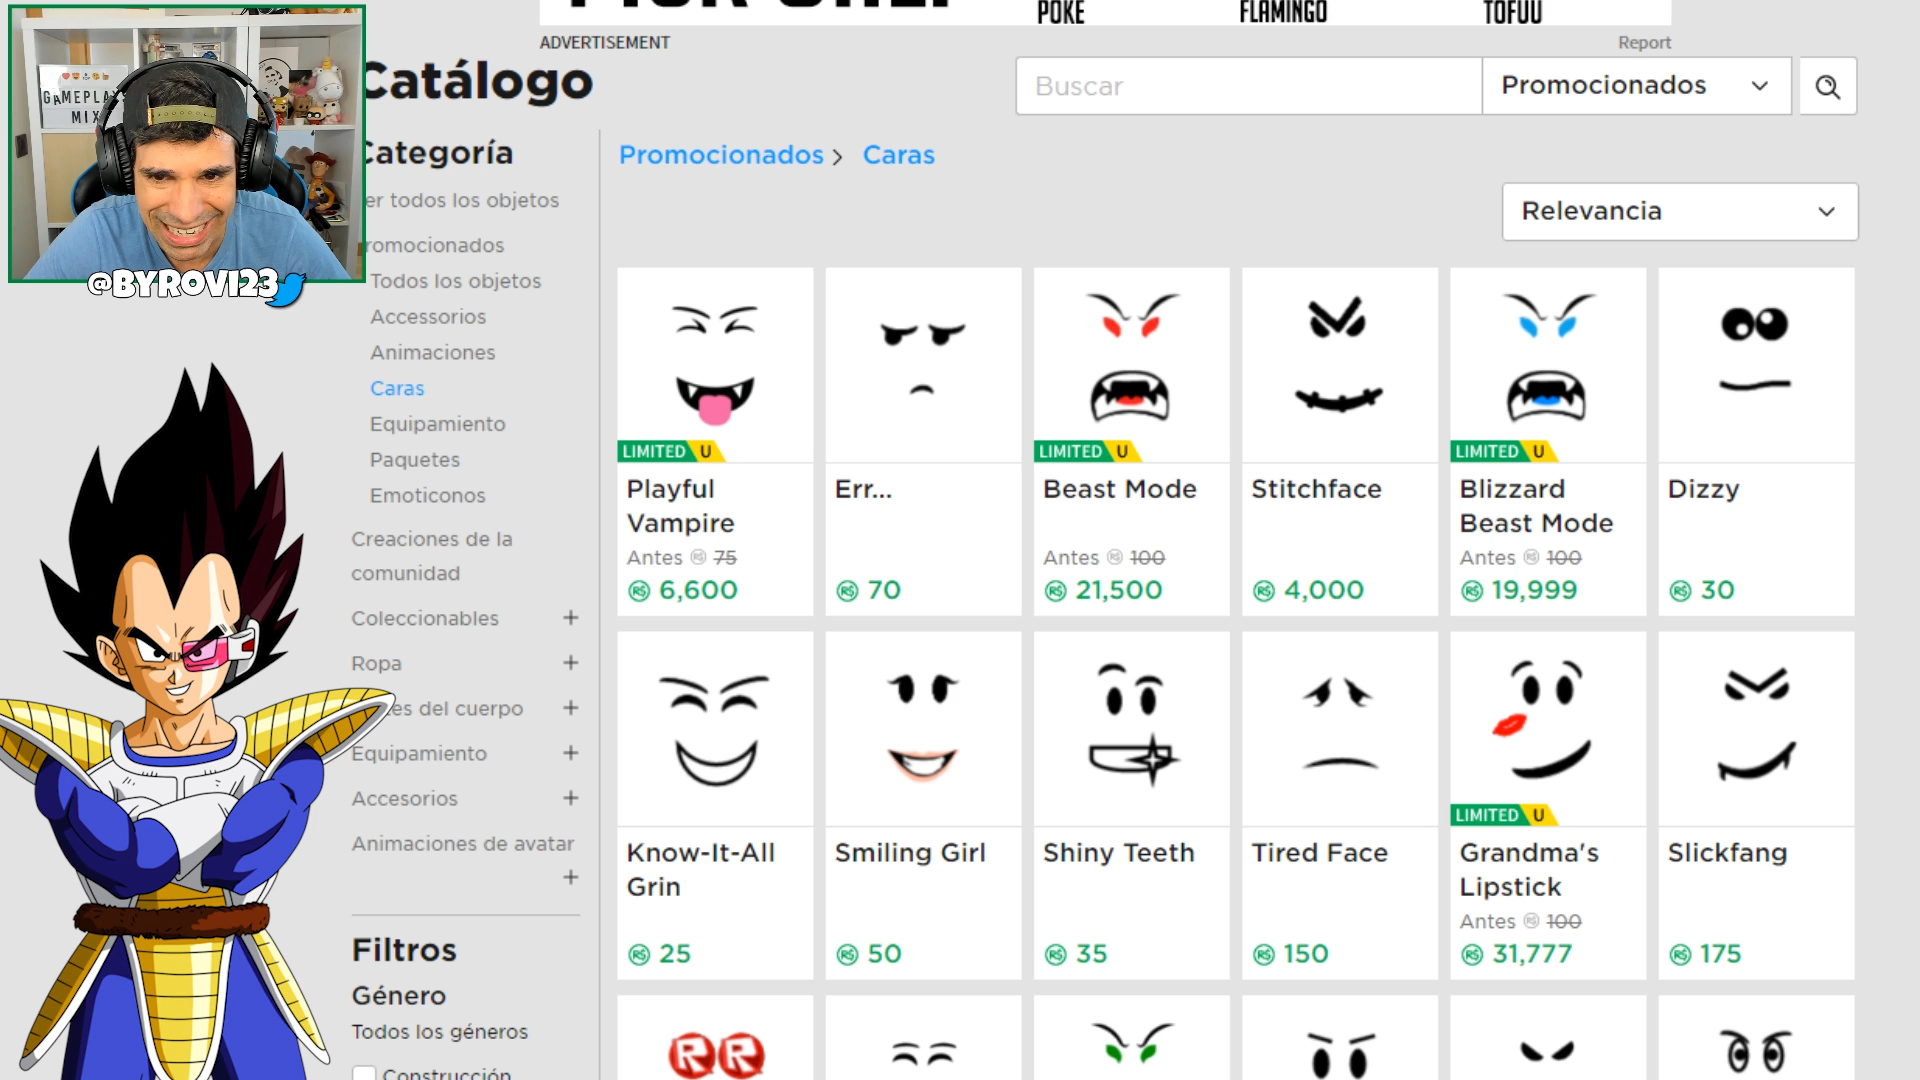 POKE
FLAMINGO
TOFUU
ADVERTISEMENT
Report
GAMEPLAY
MIX
@BYROVI23
Catálogo
Buscar
Promocionados
Categoría
er todos los objetos
romocionados
Todos los objetos
Accessorios
Animaciones
Caras
Equipamiento
Paquetes
Emoticonos
Creaciones de la
comunidad
Coleccionables +
Ropa +
es del cuerpo +
Equipamiento +
Accesorios +
Animaciones de avatar
+
Filtros
Género
Todos los géneros
Construcción
Promocionados > Caras
Relevancia
LIMITED U
Playful
Vampire
Antes 75
6,600
Err...
70
LIMITED U
Beast Mode
Antes 100
21,500
Stitchface
4,000
LIMITED U
Blizzard
Beast Mode
Antes 100
19,999
Dizzy
30
Know-It-All
Grin
25
Smiling Girl
50
Shiny Teeth
35
Tired Face
150
LIMITED U
Grandma's
Lipstick
Antes 100
31,777
Slickfang
175
R R